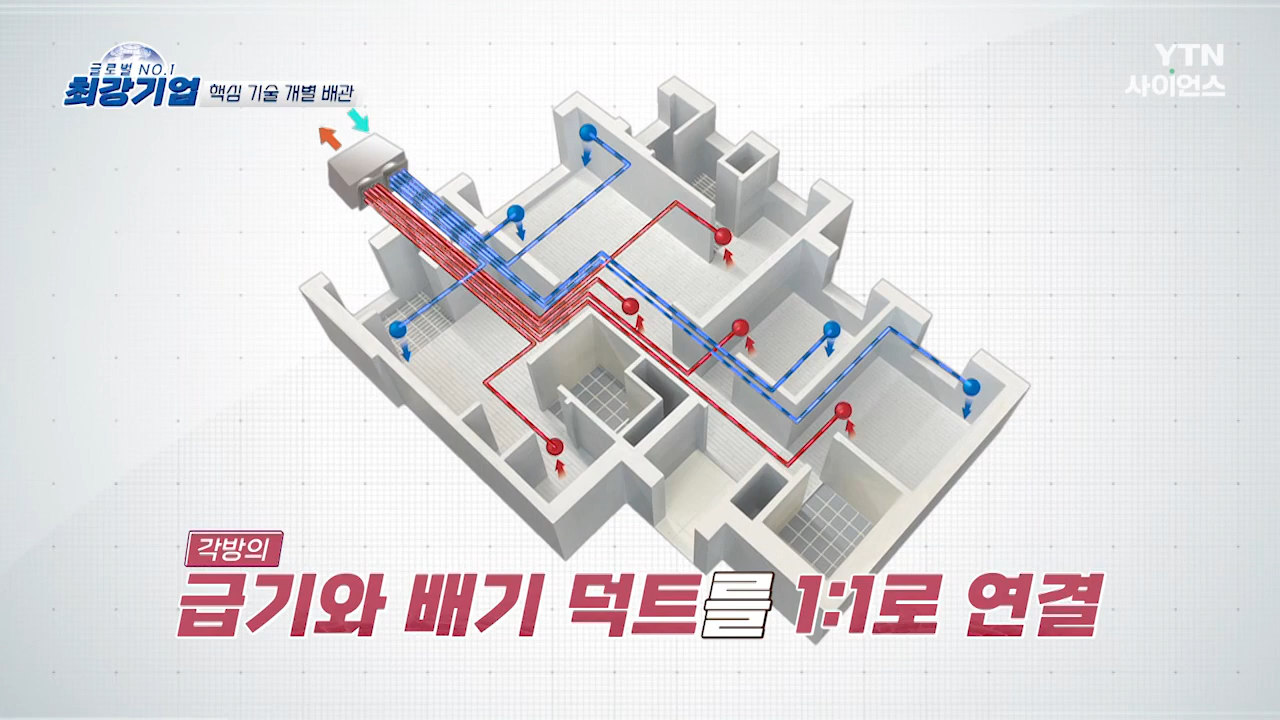 글로벌 NO.1
최강기업 핵심 기술 개별 배관
YTN
사이언스
각방의
급기와 배기 덕트를 1:1로 연결